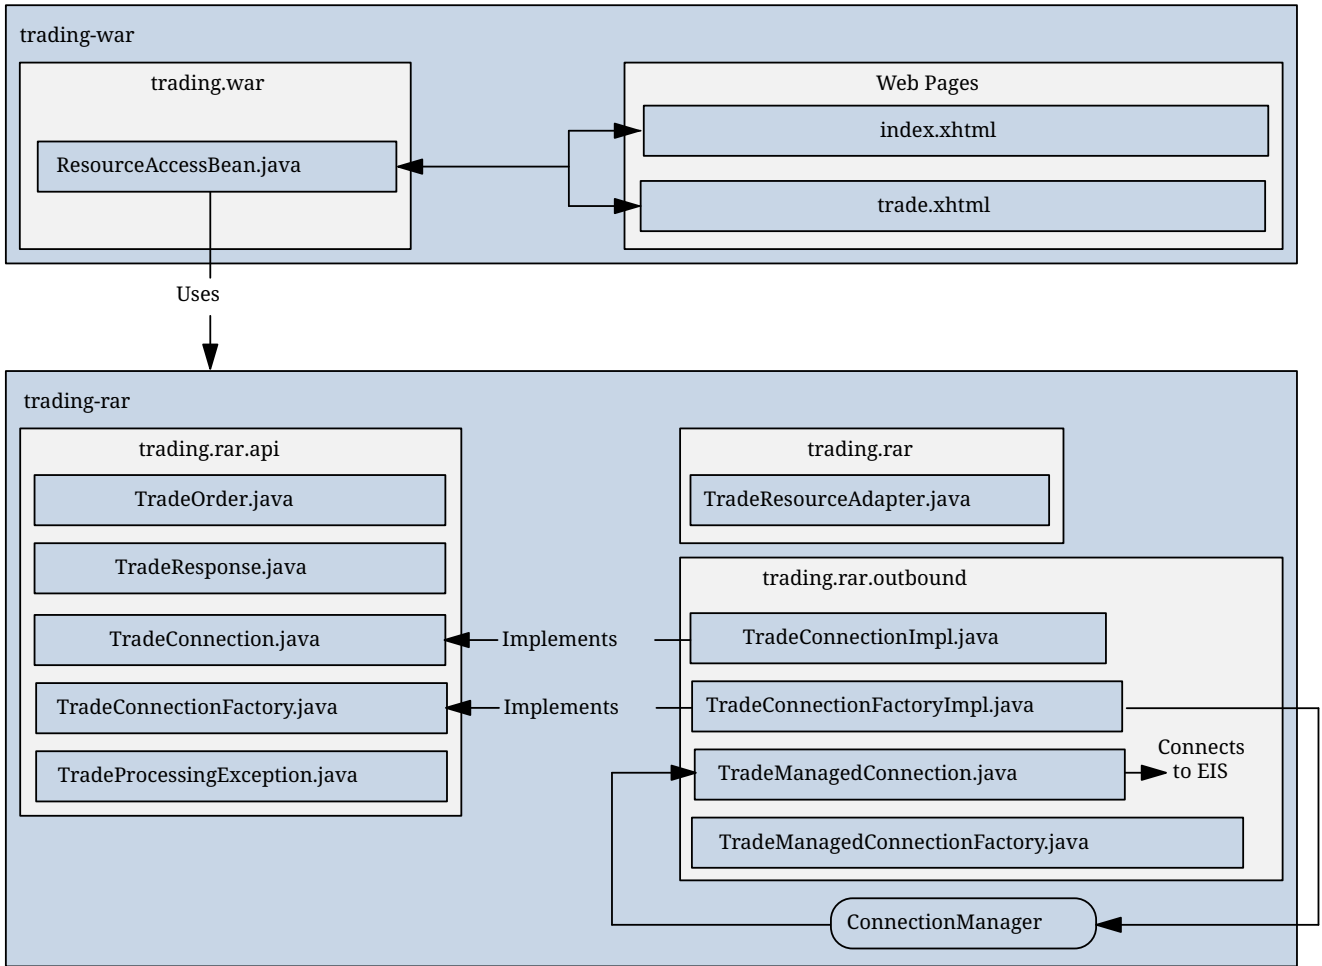 trading-war
trading.war
ResourceAccessBean.java
Web Pages
index.xhtml
trade.xhtml
Uses
trading-rar
trading.rar.api
TradeOrder.java
TradeResponse.java
TradeConnection.java
TradeConnectionFactory.java
TradeProcessingException.java
Implements
Implements
trading.rar
TradeResourceAdapter.java
trading.rar.outbound
TradeConnectionImpl.java
TradeConnectionFactoryImpl.java
TradeManagedConnection.java
Connects
to EIS
TradeManagedConnectionFactory.java
ConnectionManager